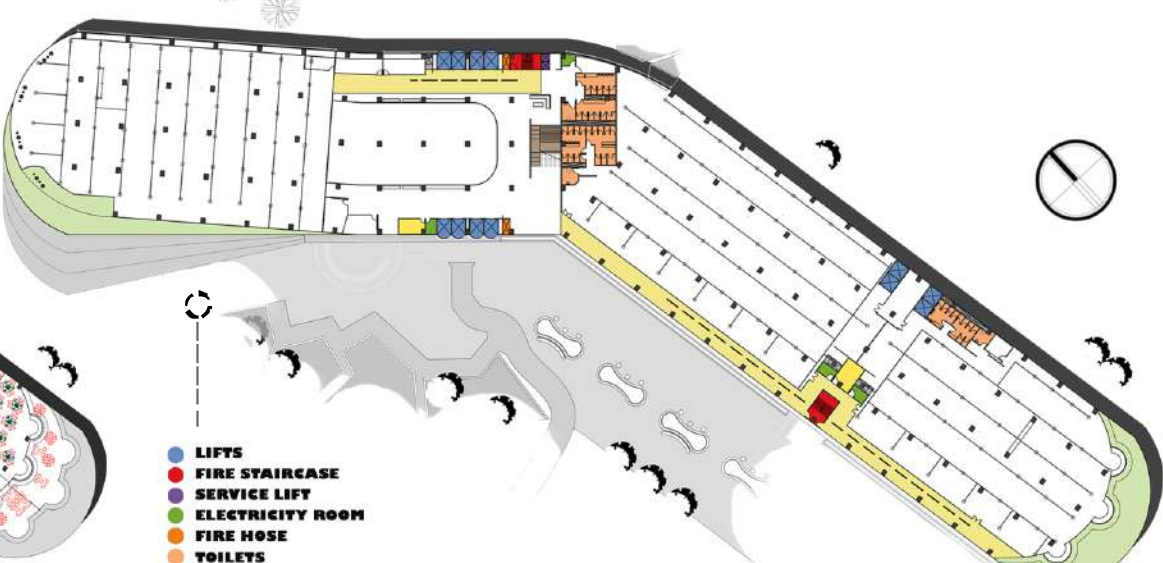 LIFTS
FIRE STAIRCASE
SERVICE LIFT
ELECTRICITY ROOM
FIRE HOSE
TOILETS